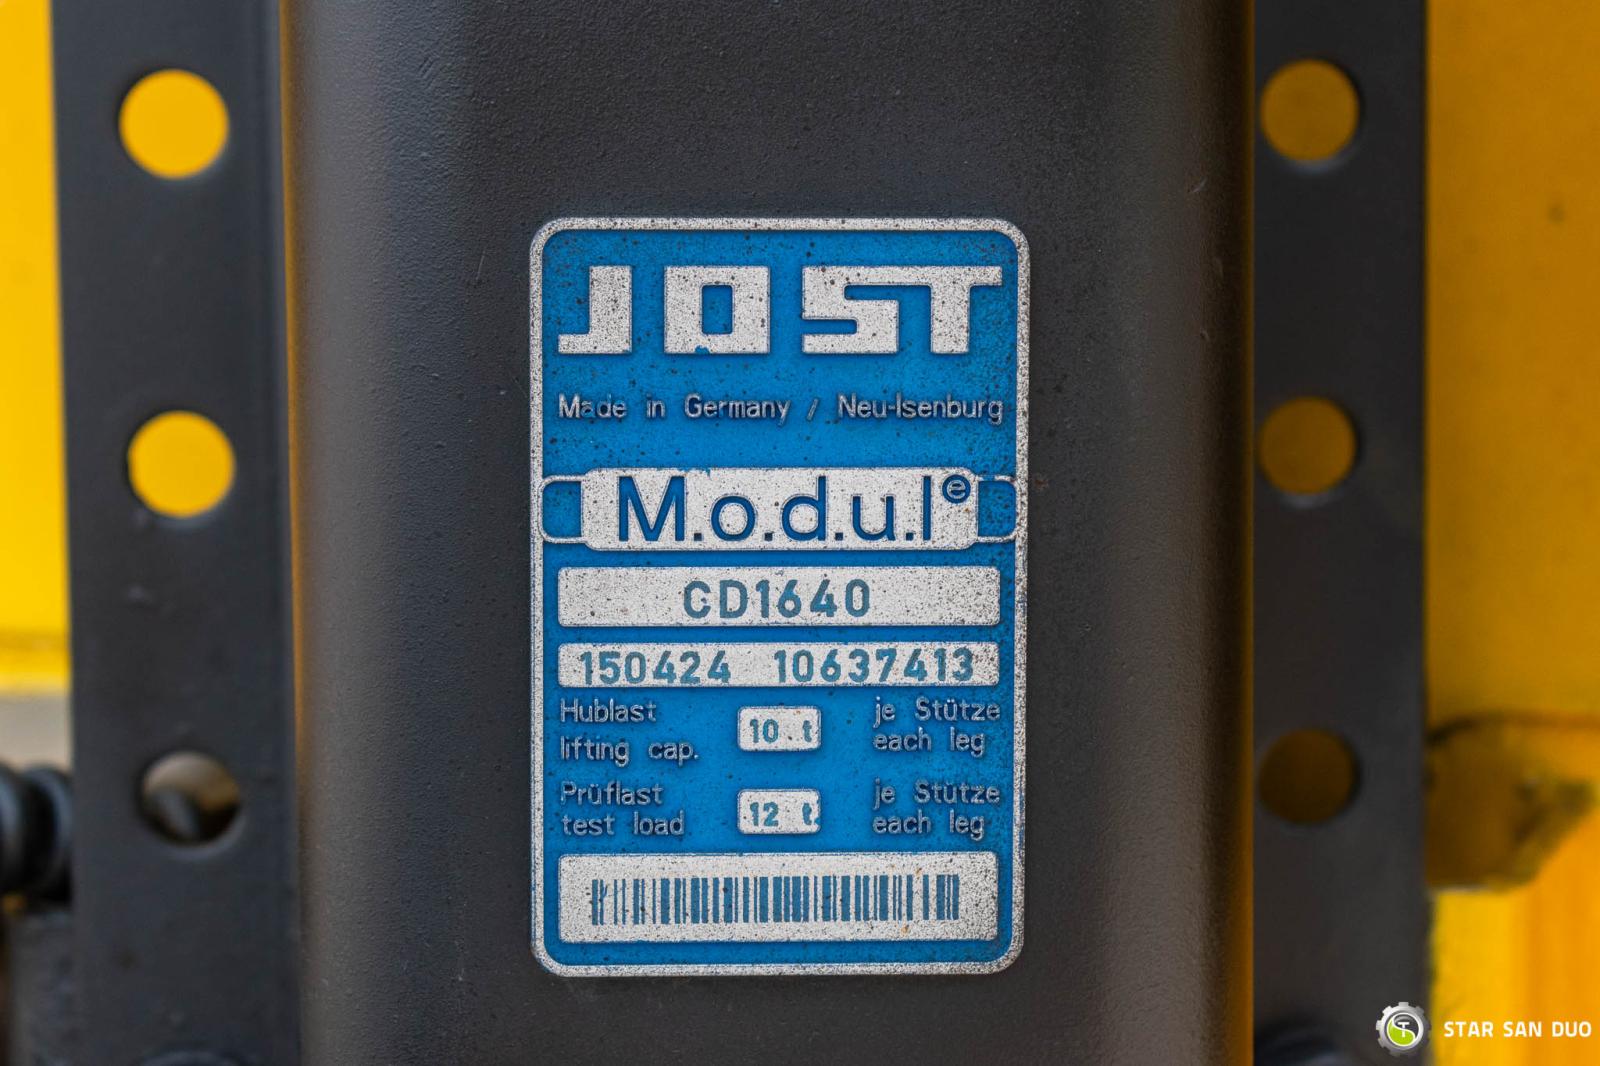 JOST
Made in Germany / Neu-Isenburg
M.o.d.u.l e
CD1640
150424 10637413
Hublast je Stütze
lifting cap. 10 t each leg
Prüflast je Stütze
test load 12 t each leg
STAR SAN DUO